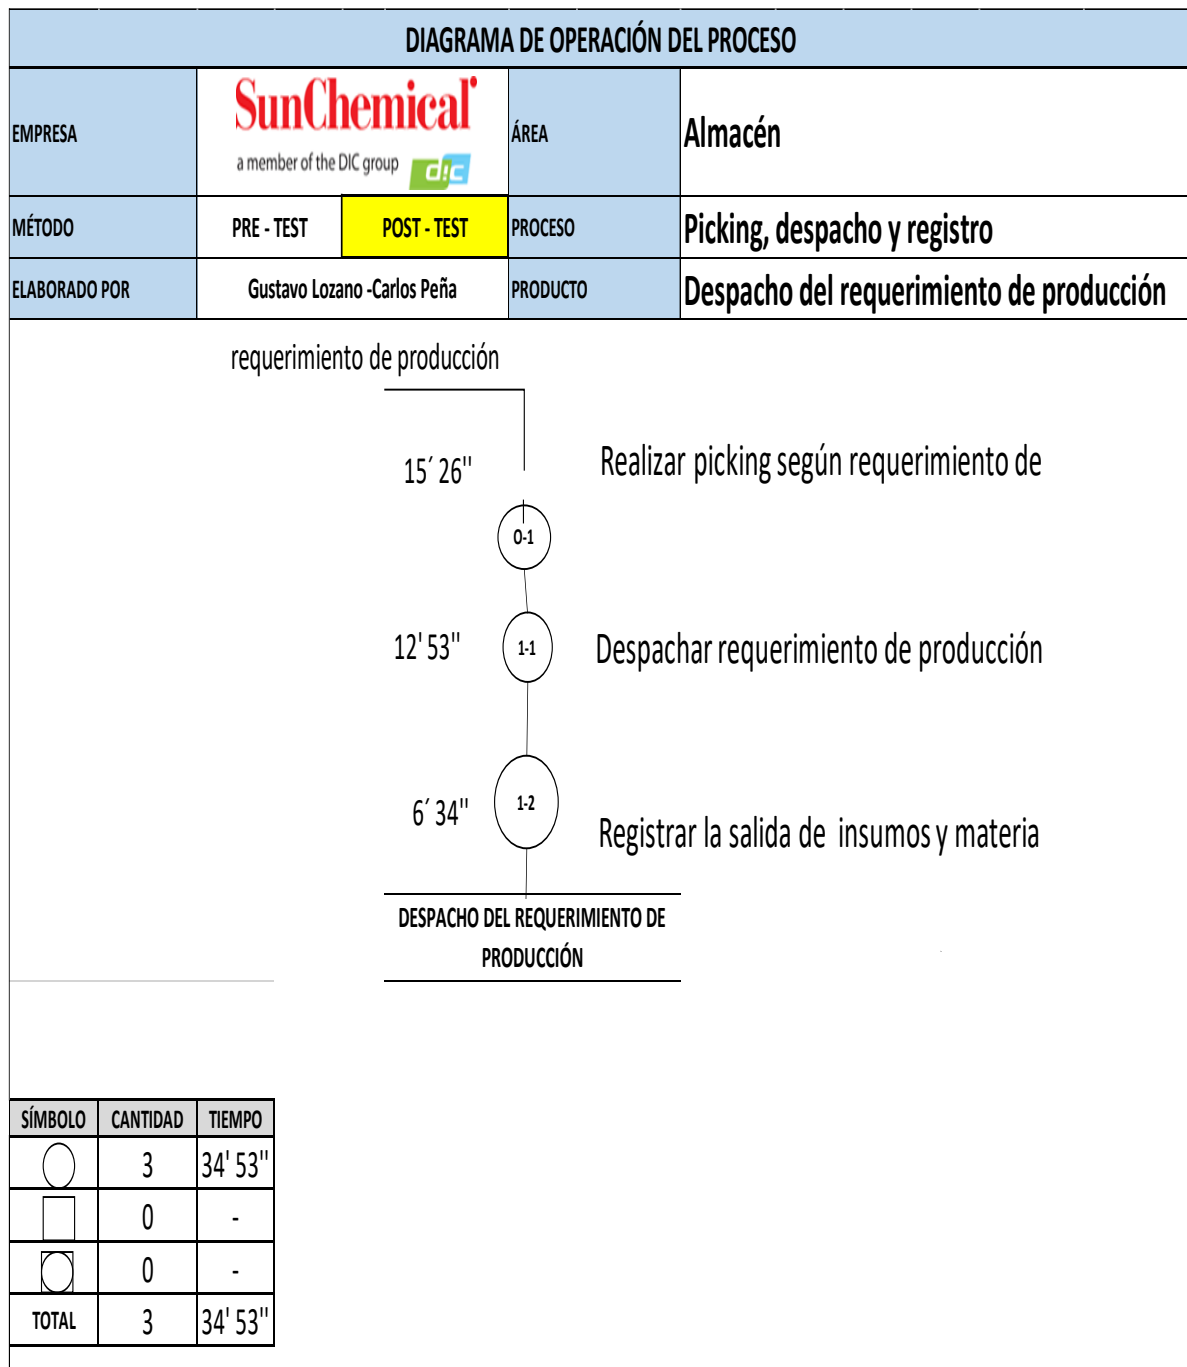 DIAGRAMA DE OPERACIÓN DEL PROCESO
EMPRESA
SunChemical
a member of the DIC group
dic
ÁREA
Almacén
MÉTODO
PRE - TEST
POST - TEST
PROCESO
Picking, despacho y registro
ELABORADO POR
Gustavo Lozano -Carlos Peña
PRODUCTO
Despacho del requerimiento de producción
requerimiento de producción
15´ 26"
Realizar picking según requerimiento de
O-1
12' 53"
1-1
Despachar requerimiento de producción
6´ 34"
1-2
Registrar la salida de insumos y materia
DESPACHO DEL REQUERIMIENTO DE
PRODUCCIÓN
SÍMBOLO CANTIDAD TIEMPO
3 34' 53"
0 -
0 -
TOTAL 3 34' 53"